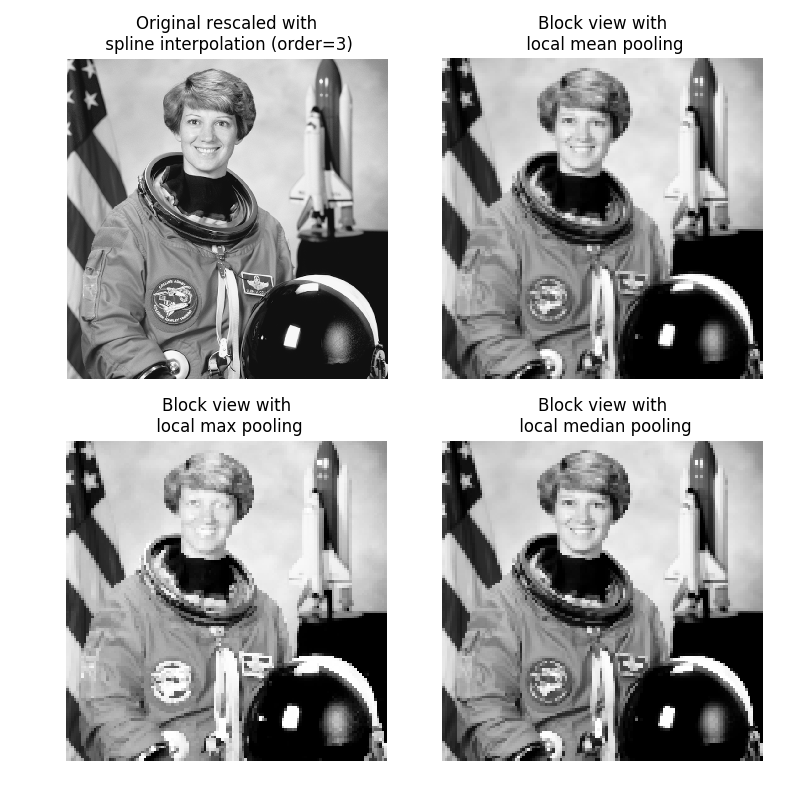 Original rescaled with
spline interpolation (order=3)
Block view with
local mean pooling
Block view with
local max pooling
Block view with
local median pooling